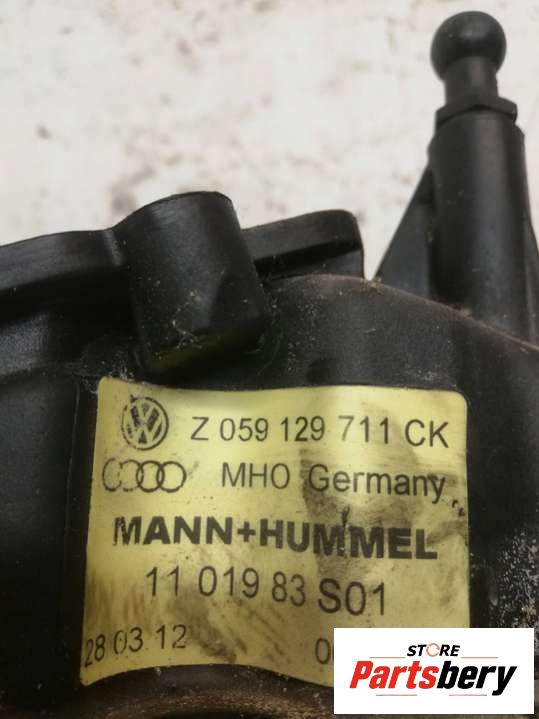 Z 059 129 711 CK
MHO Germany
MANN+HUMMEL
11 019 83 S01
28 03 12
STORE
Partsbery